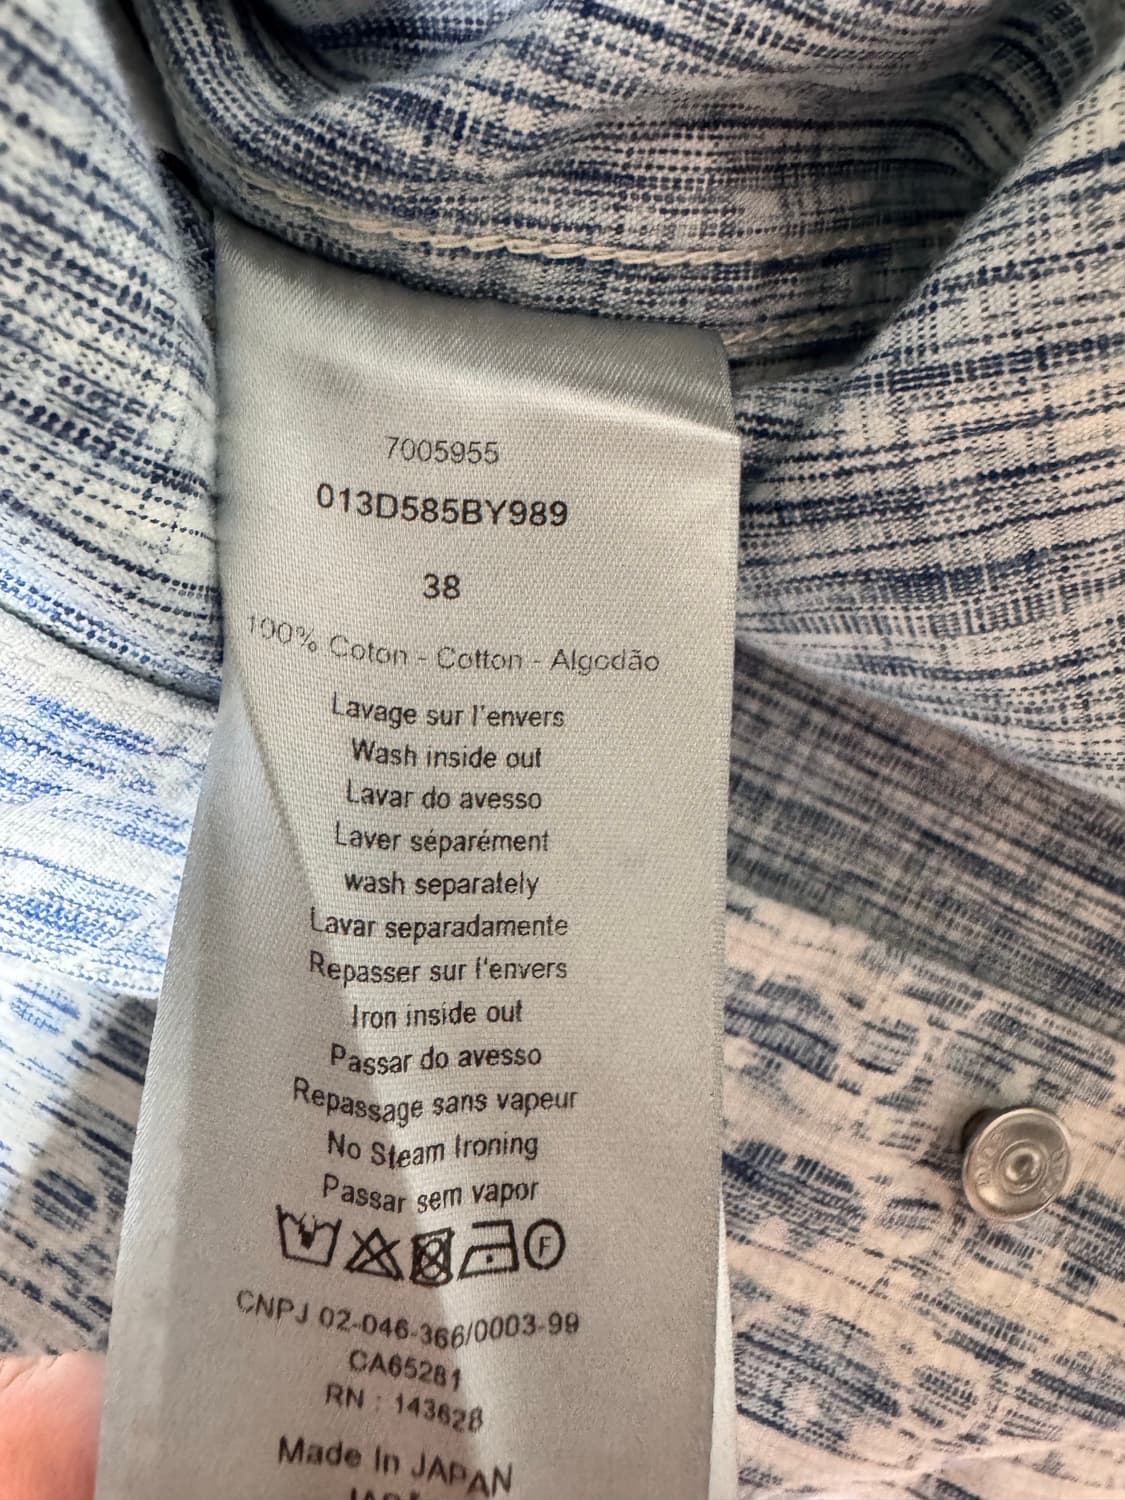 7005955
013D585BY989
38
100% Coton - Cotton - Algodão
Lavage sur l'envers
Wash inside out
Lavar do avesso
Laver séparément
wash separately
Lavar separadamente
Repasser sur l'envers
Iron inside out
Passar do avesso
Repassage sans vapeur
No Steam Ironing
Passar sem vapor
F
CNPJ 02-046-366/0003-99
CA65281
RN : 143628
Made In JAPAN